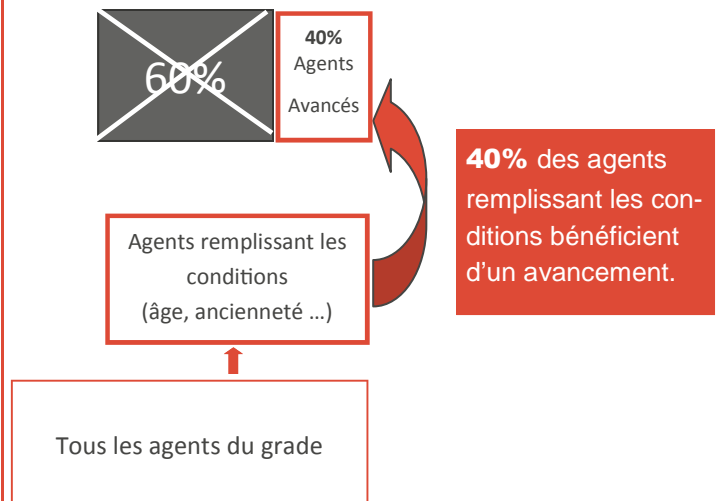 60%
40%
Agents
Avancés
40% des agents
remplissant les con-
ditions bénéficient
d'un avancement.
Agents remplissant les
conditions
(âge, ancienneté ...)
Tous les agents du grade